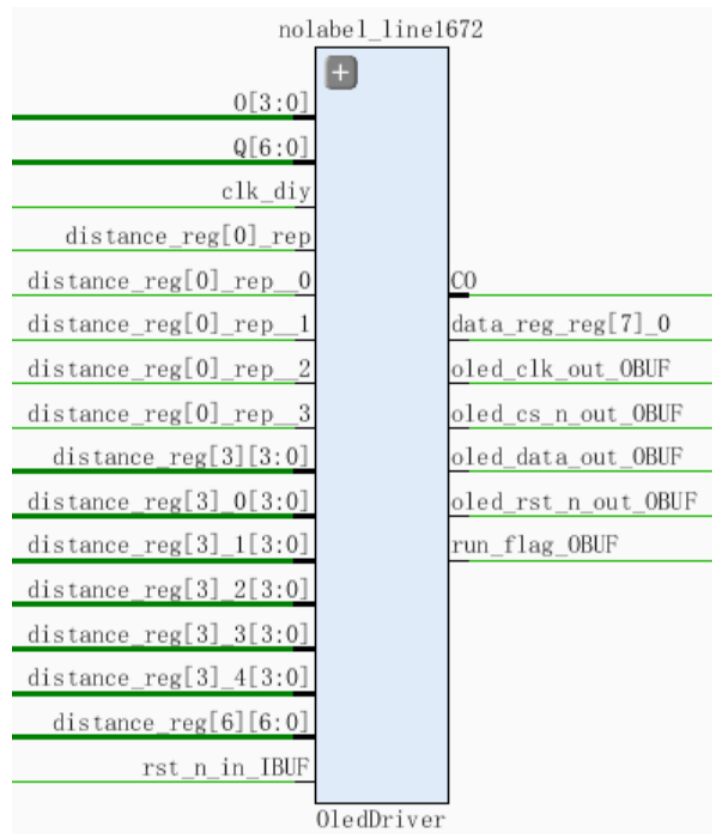 nolabel_line1672
O[3:0]
Q[6:0]
clk_diy
distance_reg[0]_rep
distance_reg[0]_rep__0
distance_reg[0]_rep__1
distance_reg[0]_rep__2
distance_reg[0]_rep__3
distance_reg[3][3:0]
distance_reg[3]_0[3:0]
distance_reg[3]_1[3:0]
distance_reg[3]_2[3:0]
distance_reg[3]_3[3:0]
distance_reg[3]_4[3:0]
distance_reg[6][6:0]
rst_n_in_IBUF
CO
data_reg_reg[7]_0
oled_clk_out_OBUF
oled_cs_n_out_OBUF
oled_data_out_OBUF
oled_rst_n_out_OBUF
run_flag_OBUF
OledDriver